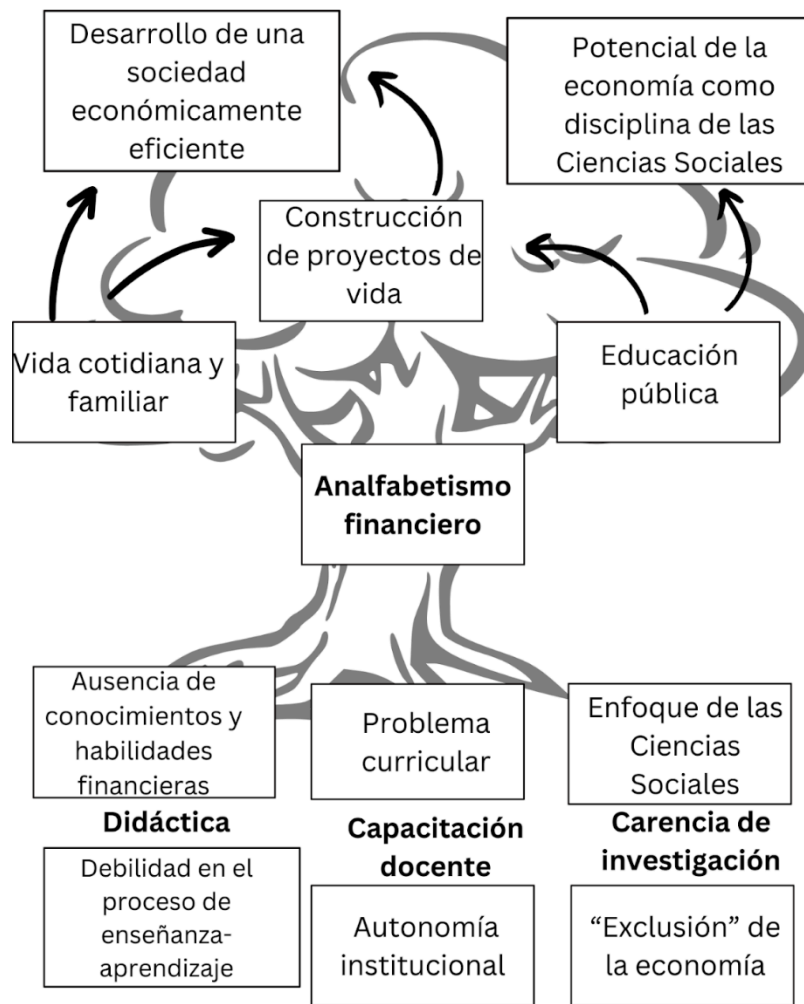 Desarrollo de una
sociedad
económicamente
eficiente
Potencial de la
economía como
disciplina de las
Ciencias Sociales
Construcción
de proyectos de
vida
Vida cotidiana y
familiar
Educación
pública
Analfabetismo
financiero
Ausencia de
conocimientos y
habilidades
financieras
Problema
curricular
Enfoque de las
Ciencias
Sociales
Didáctica
Capacitación
docente
Carencia de
investigación
Debilidad en el
proceso de
enseñanza-
aprendizaje
Autonomía
institucional
“Exclusión” de
la economía